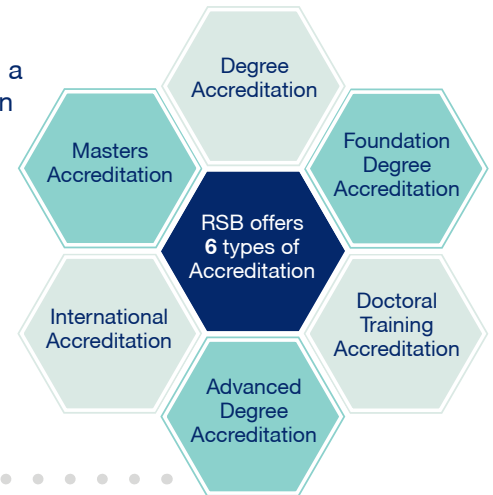 a
n
Degree
Accreditation
Masters
Accreditation
Foundation
Degree
Accreditation
RSB offers
6 types of
Accreditation
International
Accreditation
Doctoral
Training
Accreditation
Advanced
Degree
Accreditation